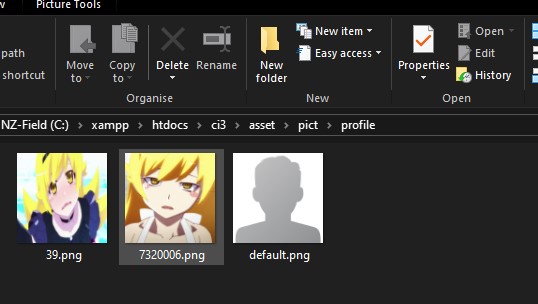 w
Picture Tools
path
shortcut
Move to
Copy to
Delete
Rename
Organise
New folder
New item
Easy access
New
Properties
Open
Edit
History
Open
NZ-Field (C:) › xampp › htdocs › ci3 › asset › pict › profile
39.png
7320006.png
default.png